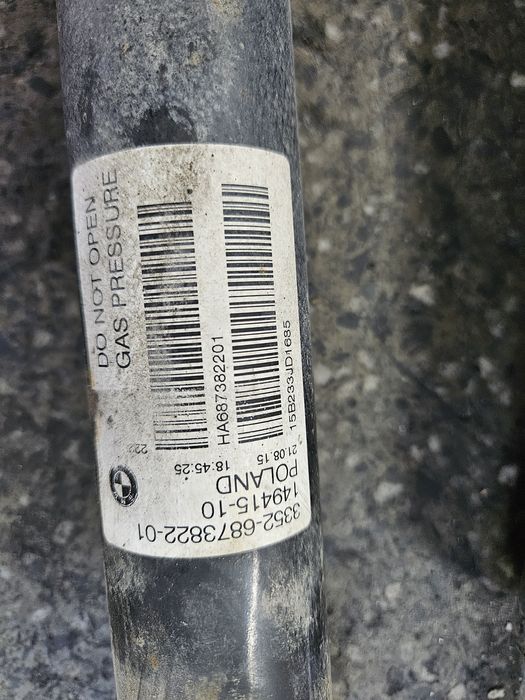 DO NOT OPEN
GAS PRESSURE
222
HA687382201
15B233JD1685
21.08.15
18:45:25
POLAND
149415-10
3352-6873822-01